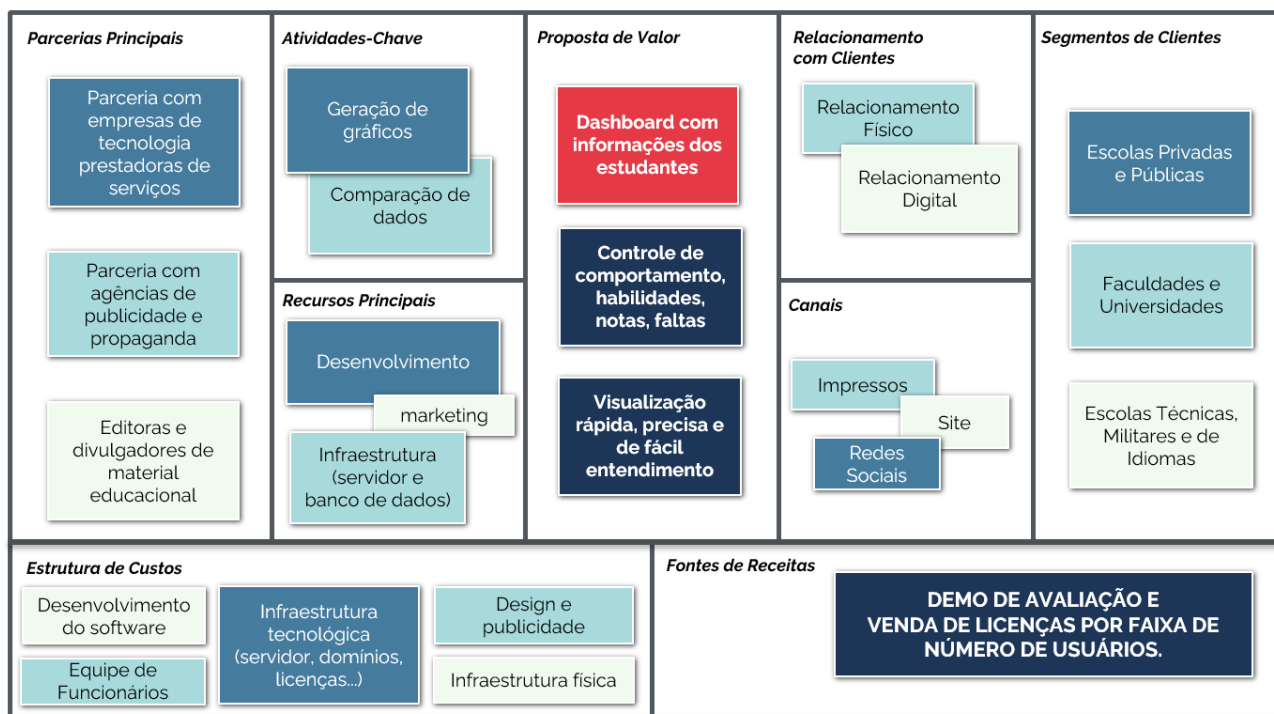 Parcerias Principais
Parceria com
empresas de
tecnologia
prestadoras de
serviços
Parceria com
agências de
publicidade e
propaganda
Editoras e
divulgadores de
material
educacional
Atividades-Chave
Geração de
gráficos
Comparação de
dados
Recursos Principais
Desenvolvimento
marketing
Infraestrutura
(servidor e
banco de dados)
Proposta de Valor
Dashboard com
informações dos
estudantes
Controle de
comportamento,
habilidades,
notas, faltas
Visualização
rápida, precisa e
de fácil
entendimento
Relacionamento
com Clientes
Relacionamento
Físico
Relacionamento
Digital
Canais
Impressos
Site
Redes
Sociais
Segmentos de Clientes
Escolas Privadas
e Públicas
Faculdades e
Universidades
Escolas Técnicas,
Militares e de
Idiomas
Estrutura de Custos
Desenvolvimento
do software
Equipe de
Funcionários
Infraestrutura
tecnológica
(servidor, domínios,
licenças...)
Design e
publicidade
Infraestrutura física
Fontes de Receitas
DEMO DE AVALIAÇÃO E
VENDA DE LICENÇAS POR FAIXA DE
NÚMERO DE USUÁRIOS.